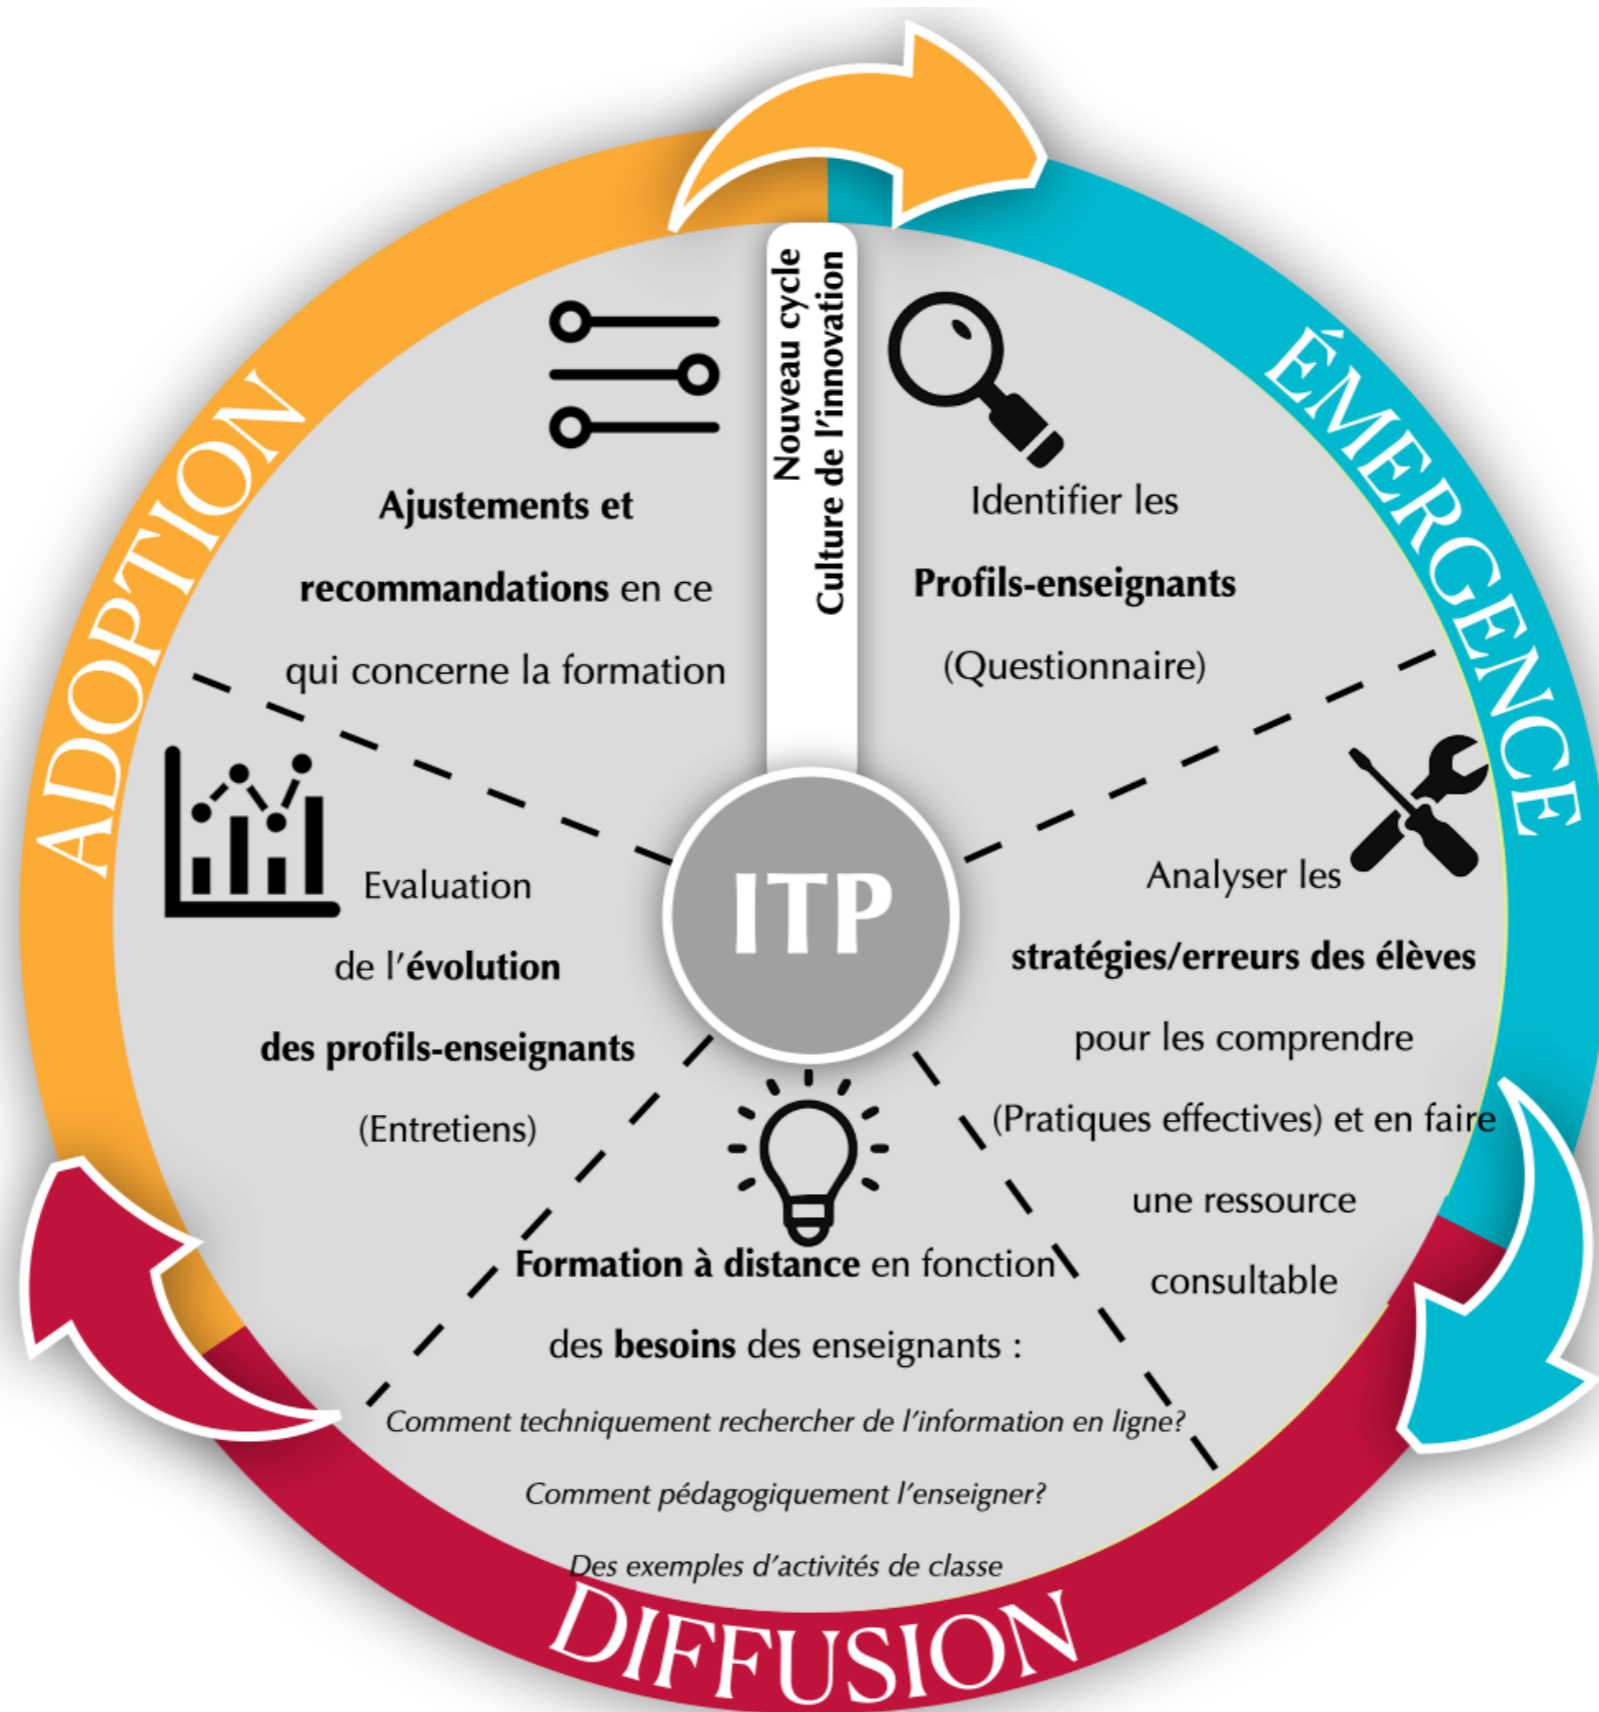 Nouveau cycle
Culture de l'innovation
ÉMERGENCE
Identifier les
Profils-enseignants
(Questionnaire)
Analyser les
stratégies/erreurs des élèves
pour les comprendre
(Pratiques effectives) et en faire
une ressource
consultable
DIFFUSION
Formation à distance en fonction
des besoins des enseignants :
Comment techniquement rechercher de l'information en ligne?
Comment pédagogiquement l'enseigner?
Des exemples d'activités de classe
ADOPTION
Evaluation
de l'évolution
des profils-enseignants
(Entretiens)
Ajustements et
recommandations en ce
qui concerne la formation
ITP